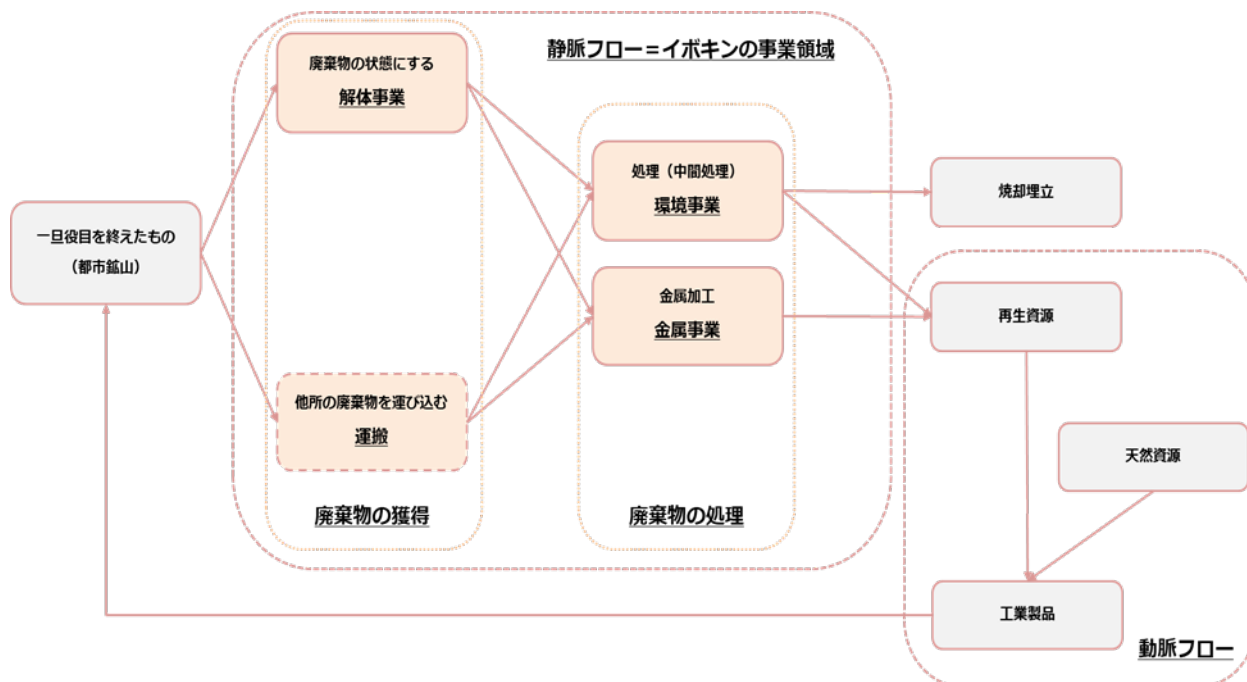 静脈フロー＝イボキンの事業領域
廃棄物の状態にする
解体事業
処理（中間処理）
環境事業
焼却埋立
一旦役目を終えたもの
（都市鉱山）
金属加工
金属事業
再生資源
他所の廃棄物を運び込む
運搬
天然資源
廃棄物の獲得
廃棄物の処理
工業製品
動脈フロー